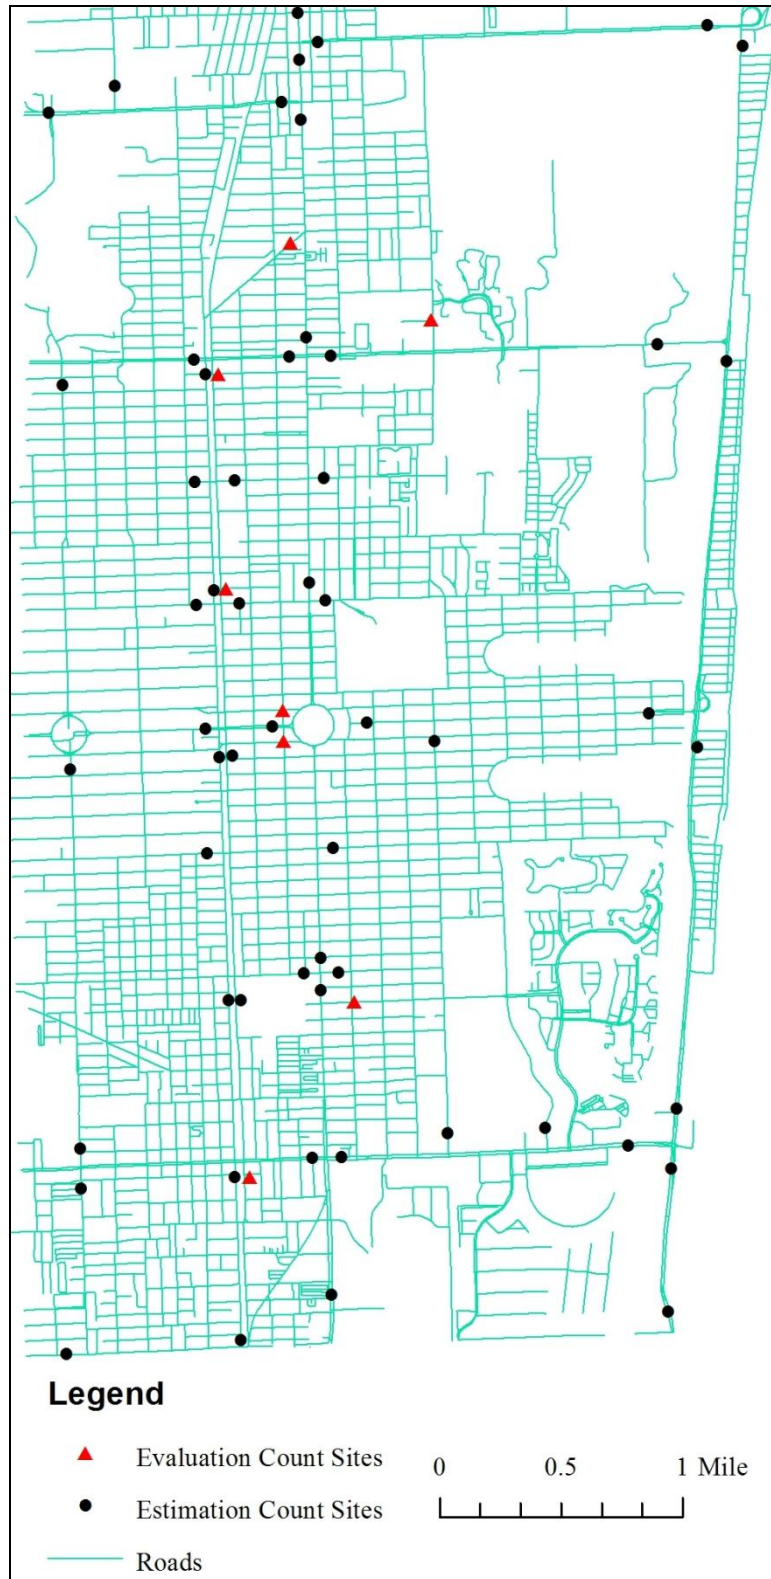 Legend
Evaluation Count Sites
Estimation Count Sites
Roads
0 0.5 1 Mile